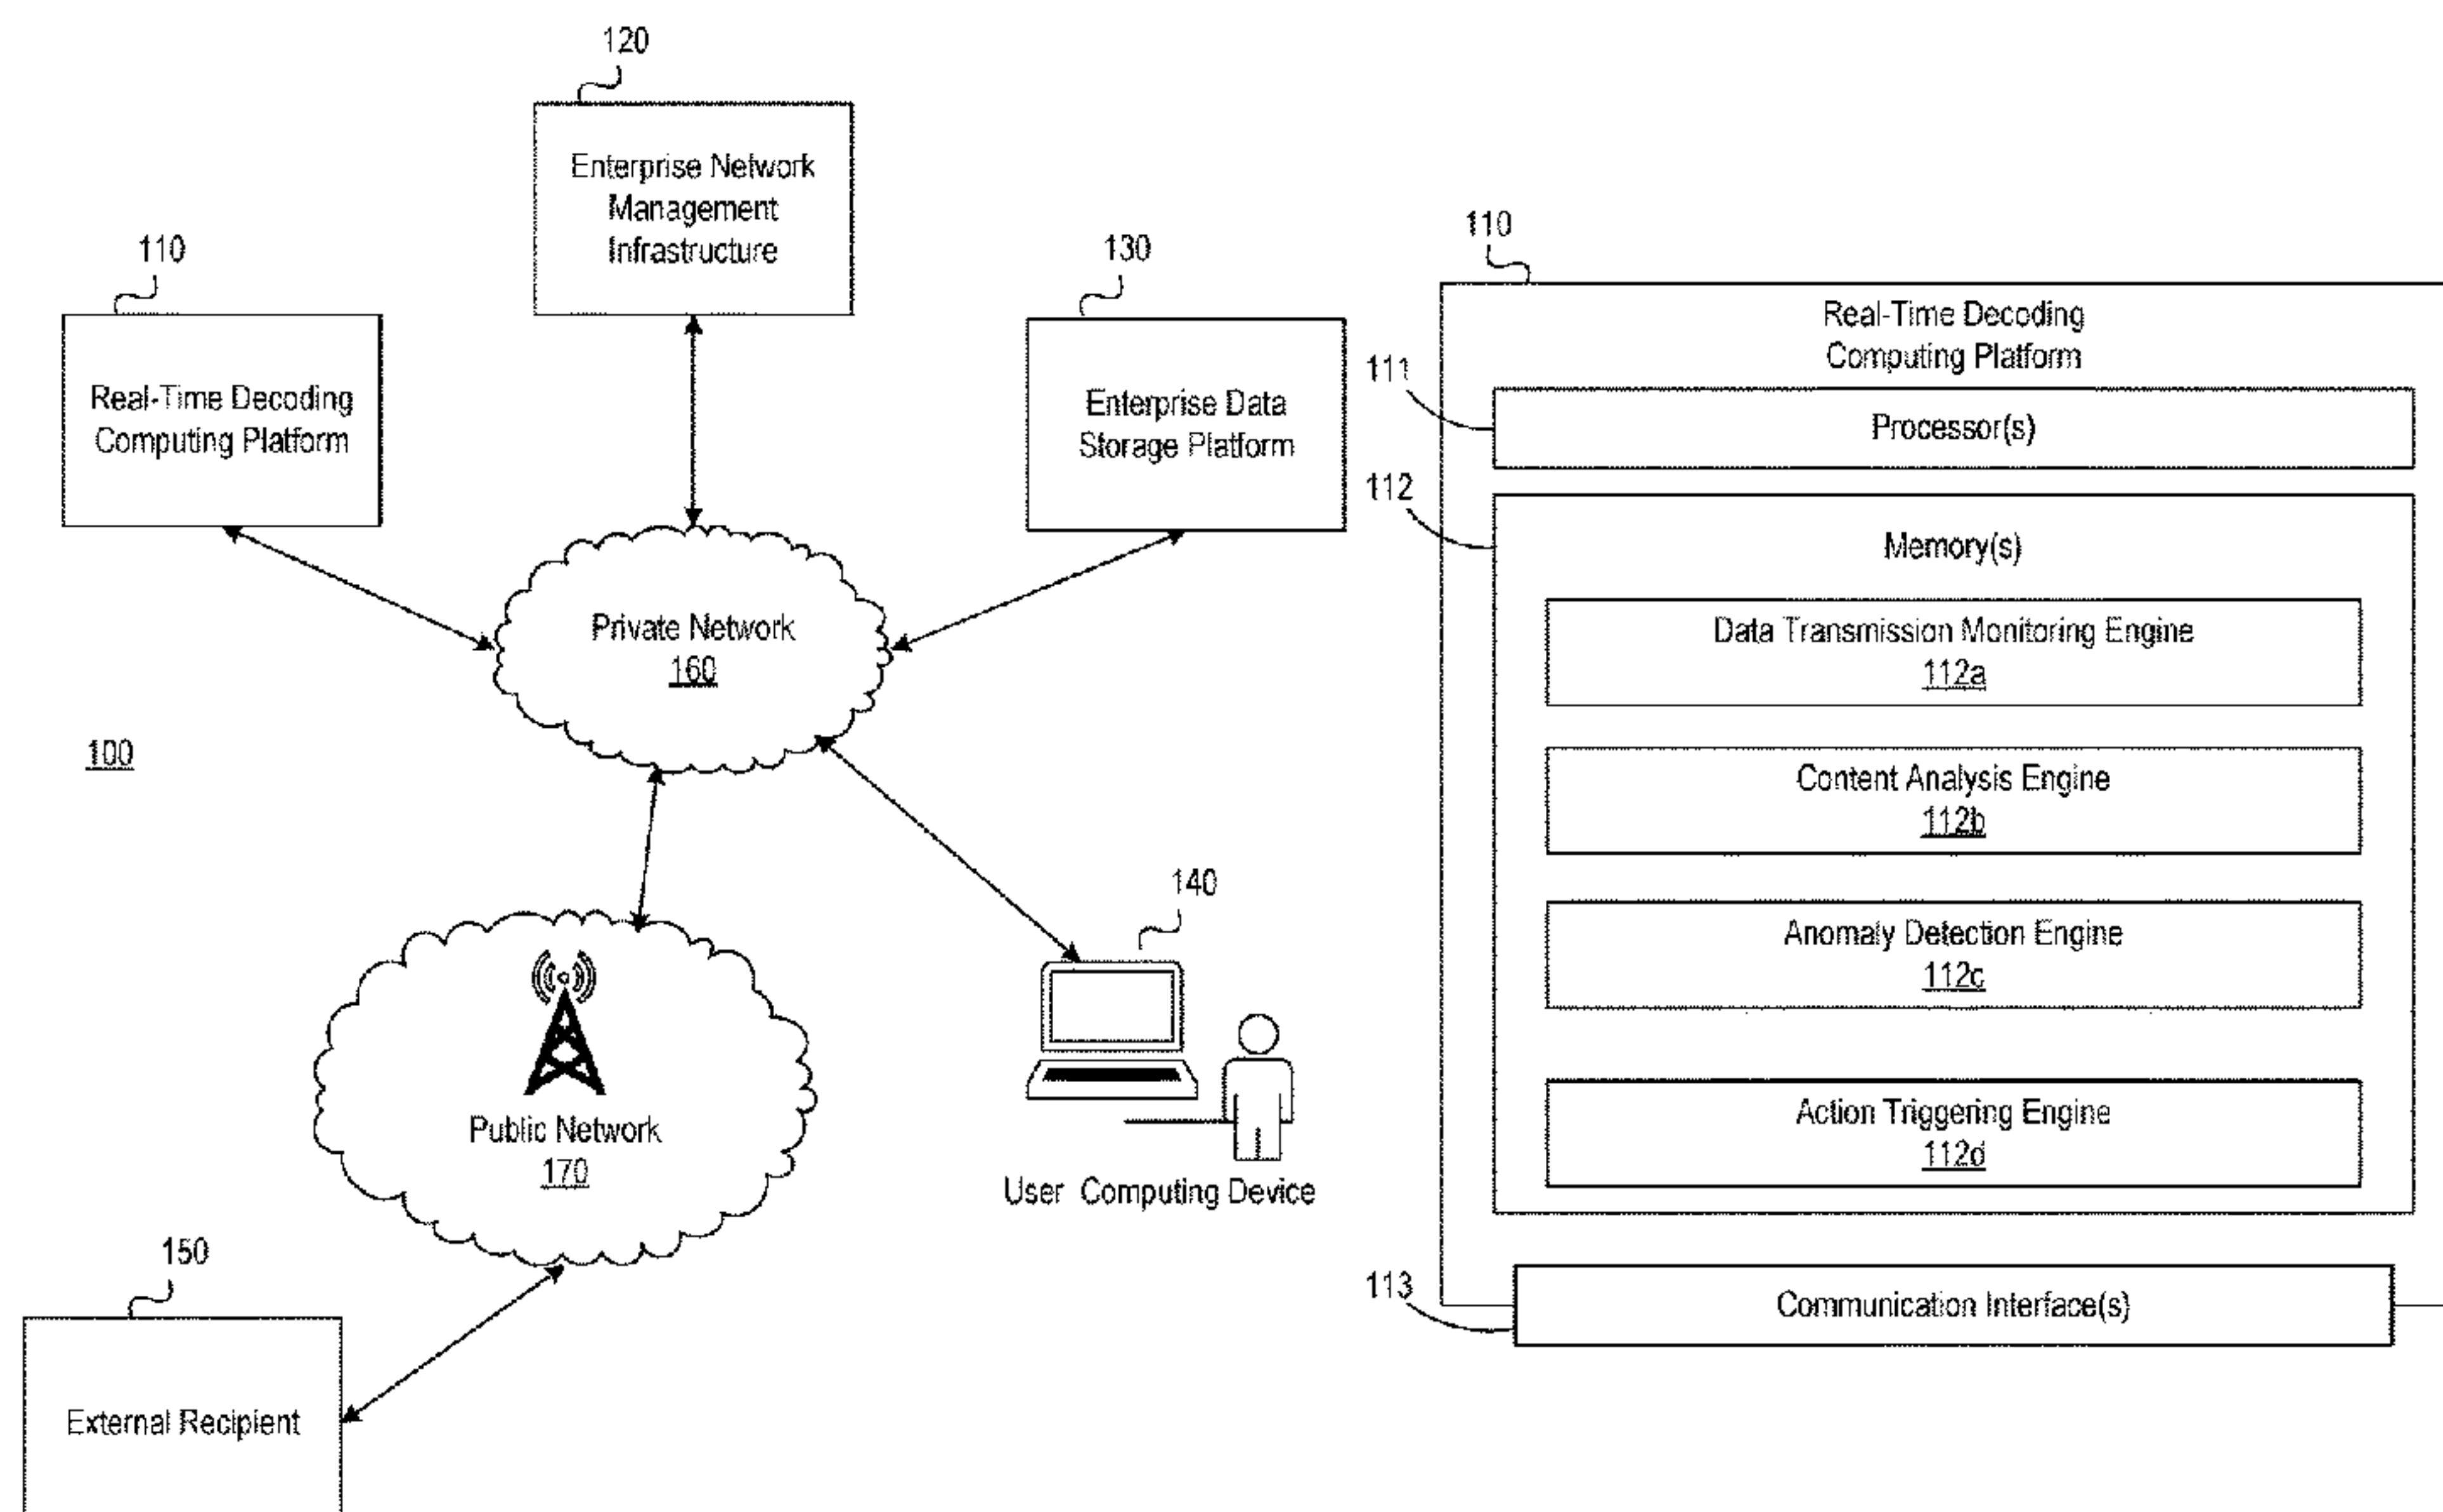 120
Enterprise Network
Management
Infrastructure
110
Real-Time Decoding
Computing Platform
130
Enterprise Data
Storage Platform
Private Network
160
100
140
User Computing Device
Public Network
170
150
External Recipient
110
Real-Time Decoding
Computing Platform
111
Processor(s)
112
Memory(s)
Data Transmission Monitoring Engine
112a
Content Analysis Engine
112b
Anomaly Detection Engine
112c
Action Triggering Engine
112d
113
Communication Interface(s)